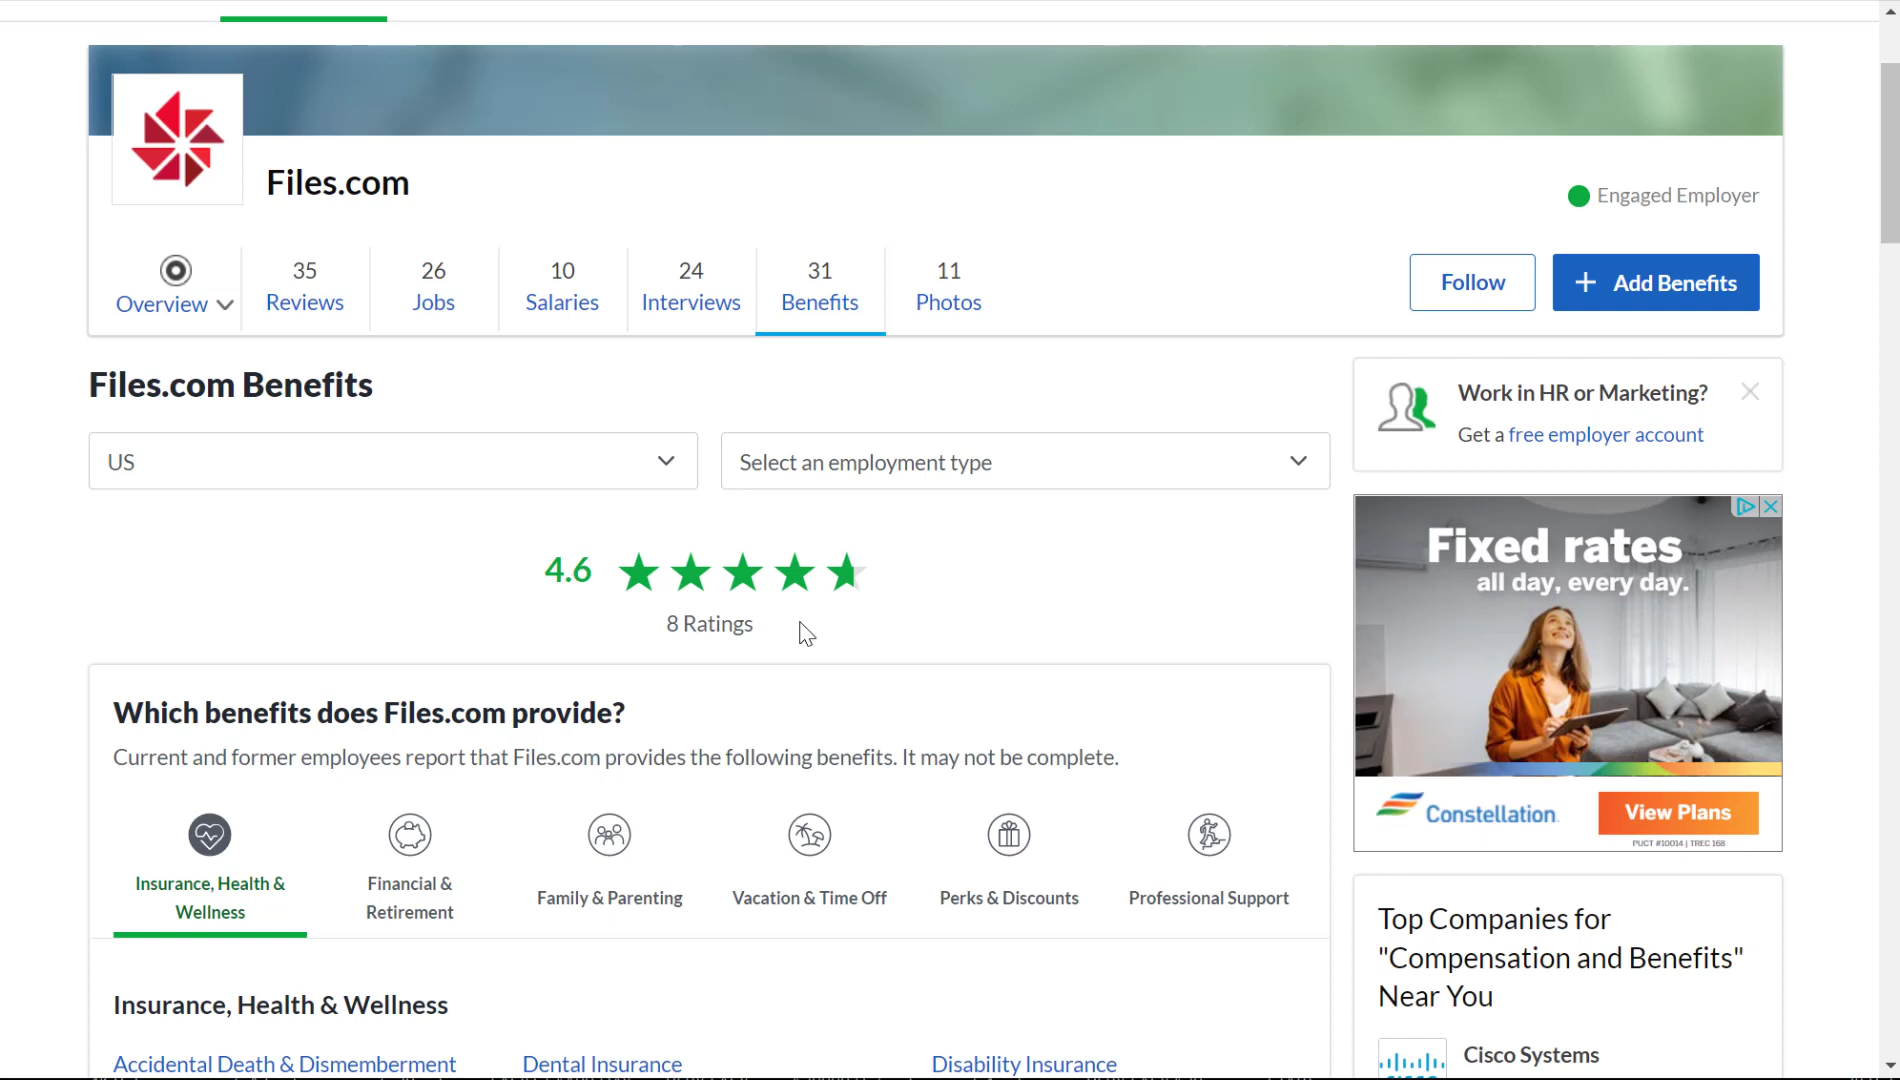 Files.com
Engaged Employer
Overview
35
Reviews
26
Jobs
10
Salaries
24
Interviews
31
Benefits
11
Photos
Follow
+ Add Benefits
Files.com Benefits
US
Select an employment type
4.6
8 Ratings
Which benefits does Files.com provide?
Current and former employees report that Files.com provides the following benefits. It may not be complete.
Insurance, Health &
Wellness
Financial &
Retirement
Family & Parenting
Vacation & Time Off
Perks & Discounts
Professional Support
Insurance, Health & Wellness
Accidental Death & Dismemberment
Dental Insurance
Disability Insurance
Work in HR or Marketing?
Get a free employer account
Fixed rates
all day, every day.
Constellation.
View Plans
PUCT #10014 | TREC 168
Top Companies for
"Compensation and Benefits"
Near You
Cisco Systems